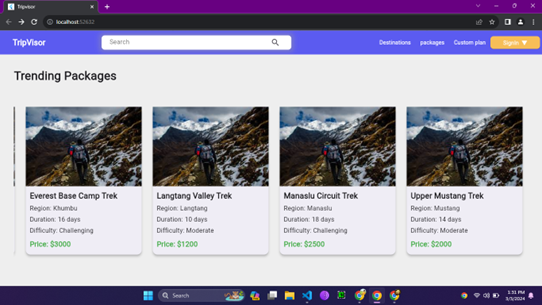 Tripvisor
localhost:52632
TripVisor
Search
Destinations packages Custom plan Signin
Trending Packages
Everest Base Camp Trek
Region: Khumbu
Duration: 16 days
Difficulty: Challenging
Price: $3000
Langtang Valley Trek
Region: Langtang
Duration: 10 days
Difficulty: Moderate
Price: $1200
Manaslu Circuit Trek
Region: Manaslu
Duration: 18 days
Difficulty: Challenging
Price: $2500
Upper Mustang Trek
Region: Mustang
Duration: 14 days
Difficulty: Moderate
Price: $2000
Search
1:31 PM
3/3/2024